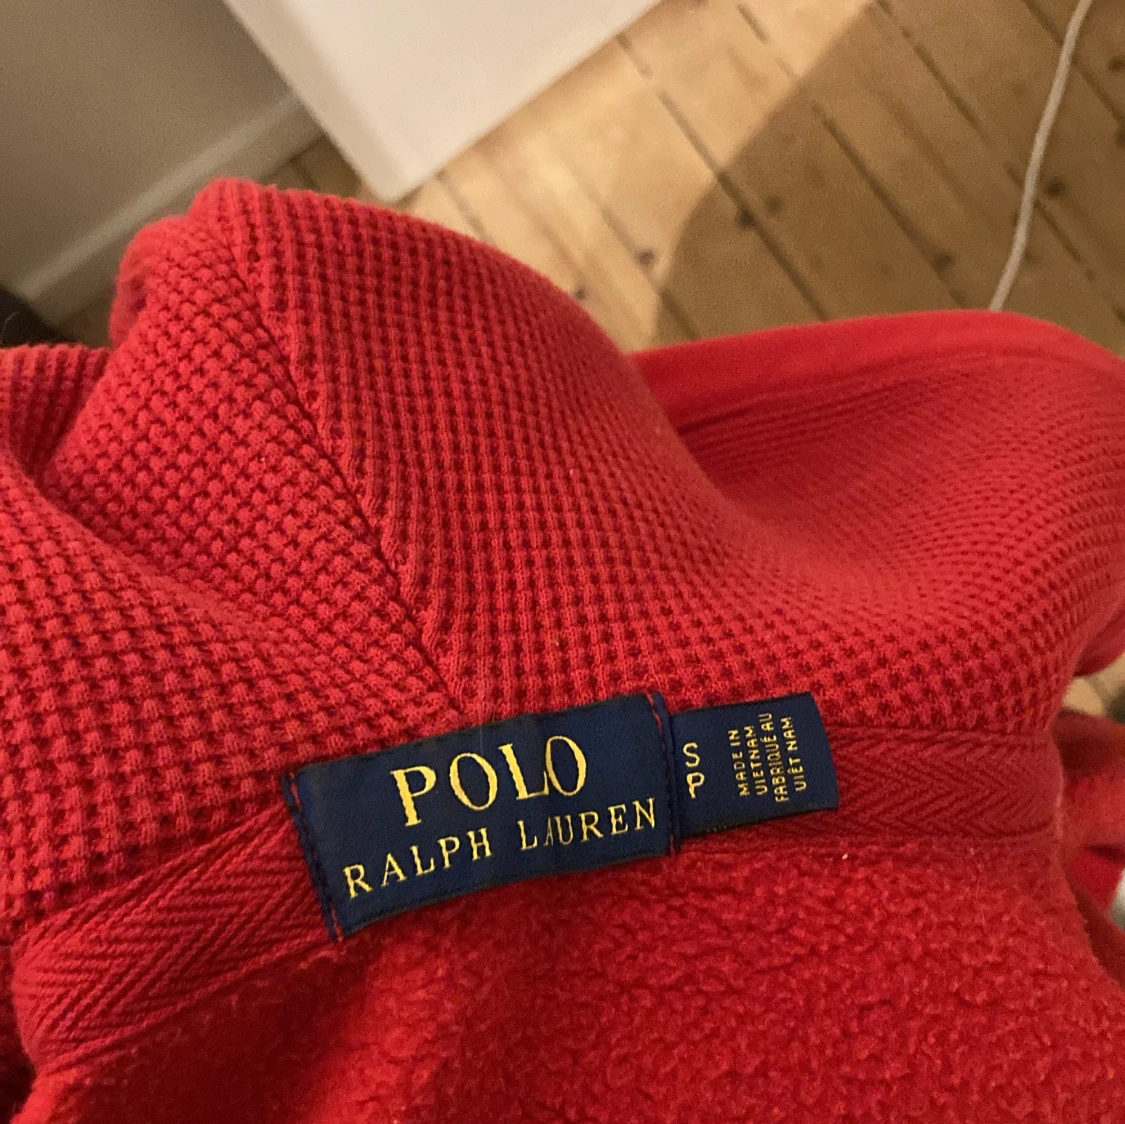 POLO
RALPH LAUREN
S
P
MADE IN
VIETNAM
FABRIQUÉ AU
VIÊT NAM